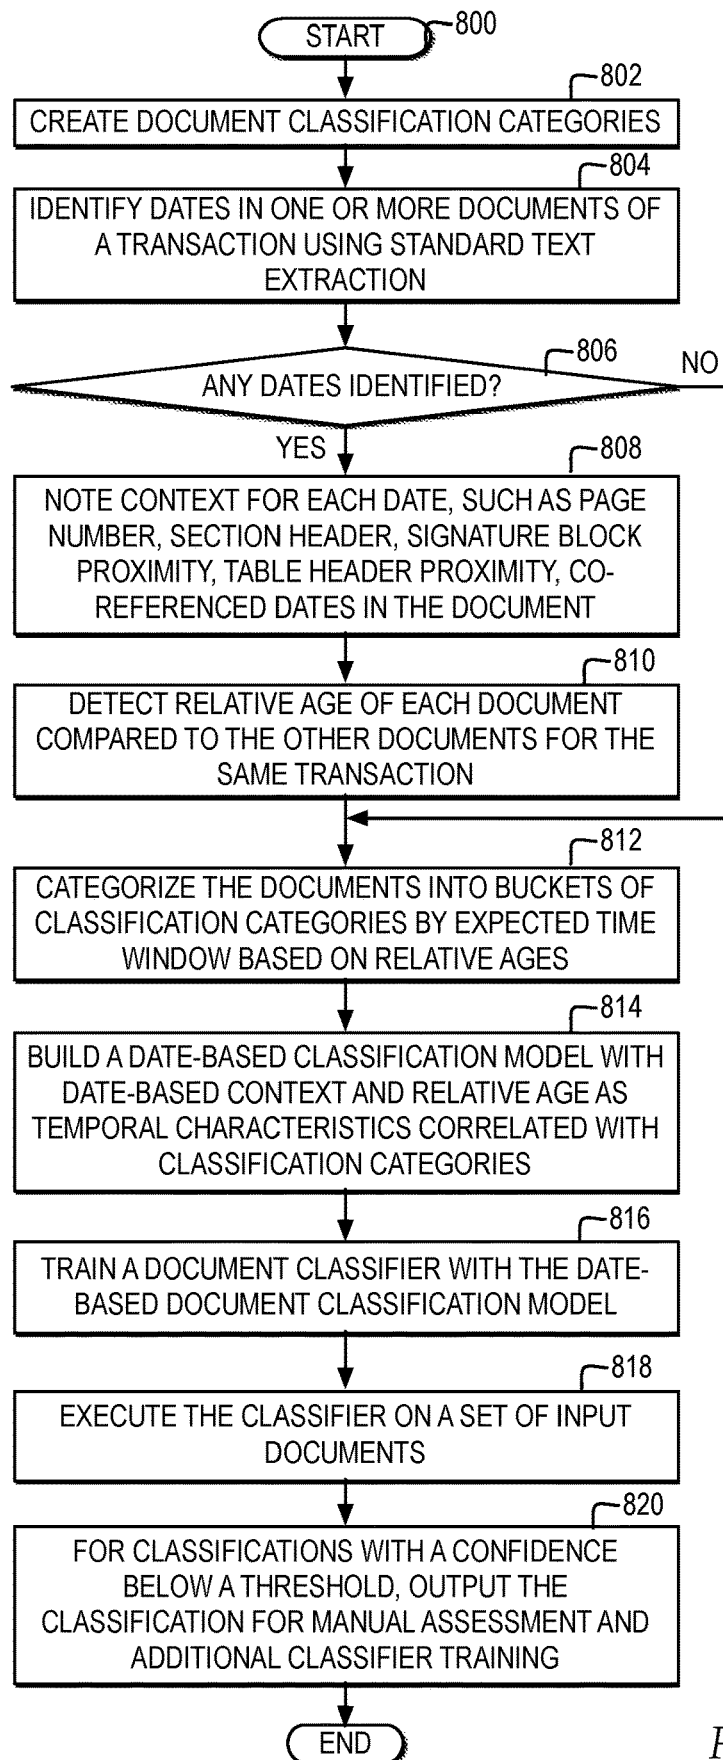 START
800
802
CREATE DOCUMENT CLASSIFICATION CATEGORIES
804
IDENTIFY DATES IN ONE OR MORE DOCUMENTS OF
A TRANSACTION USING STANDARD TEXT
EXTRACTION
806
ANY DATES IDENTIFIED?
NO
YES
808
NOTE CONTEXT FOR EACH DATE, SUCH AS PAGE
NUMBER, SECTION HEADER, SIGNATURE BLOCK
PROXIMITY, TABLE HEADER PROXIMITY, CO-
REFERENCED DATES IN THE DOCUMENT
810
DETECT RELATIVE AGE OF EACH DOCUMENT
COMPARED TO THE OTHER DOCUMENTS FOR THE
SAME TRANSACTION
812
CATEGORIZE THE DOCUMENTS INTO BUCKETS OF
CLASSIFICATION CATEGORIES BY EXPECTED TIME
WINDOW BASED ON RELATIVE AGES
814
BUILD A DATE-BASED CLASSIFICATION MODEL WITH
DATE-BASED CONTEXT AND RELATIVE AGE AS
TEMPORAL CHARACTERISTICS CORRELATED WITH
CLASSIFICATION CATEGORIES
816
TRAIN A DOCUMENT CLASSIFIER WITH THE DATE-
BASED DOCUMENT CLASSIFICATION MODEL
818
EXECUTE THE CLASSIFIER ON A SET OF INPUT
DOCUMENTS
820
FOR CLASSIFICATIONS WITH A CONFIDENCE
BELOW A THRESHOLD, OUTPUT THE
CLASSIFICATION FOR MANUAL ASSESSMENT AND
ADDITIONAL CLASSIFIER TRAINING
END